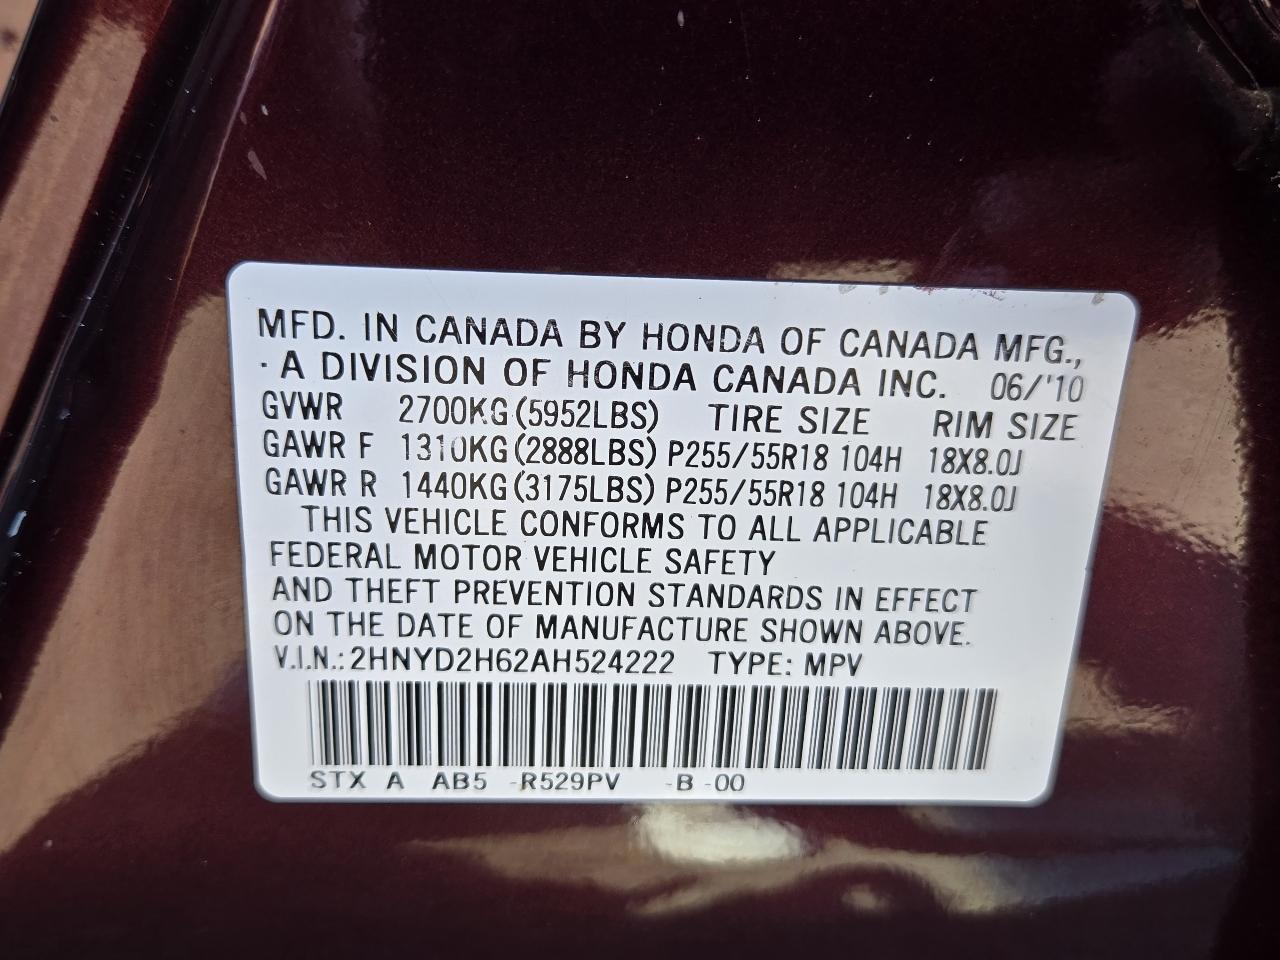 MFD. IN CANADA BY HONDA OF CANADA MFG.,
· A DIVISION OF HONDA CANADA INC. 06/'10
GVWR 2700KG (5952LBS) TIRE SIZE RIM SIZE
GAWR F 1310KG (2888LBS) P255/55R18 104H 18X8.0J
GAWR R 1440KG (3175LBS) P255/55R18 104H 18X8.0J
THIS VEHICLE CONFORMS TO ALL APPLICABLE
FEDERAL MOTOR VEHICLE SAFETY
AND THEFT PREVENTION STANDARDS IN EFFECT
ON THE DATE OF MANUFACTURE SHOWN ABOVE.
V.I.N.: 2HNYD2H62AH524222 TYPE: MPV
STX A AB5 -R529PV -B -00